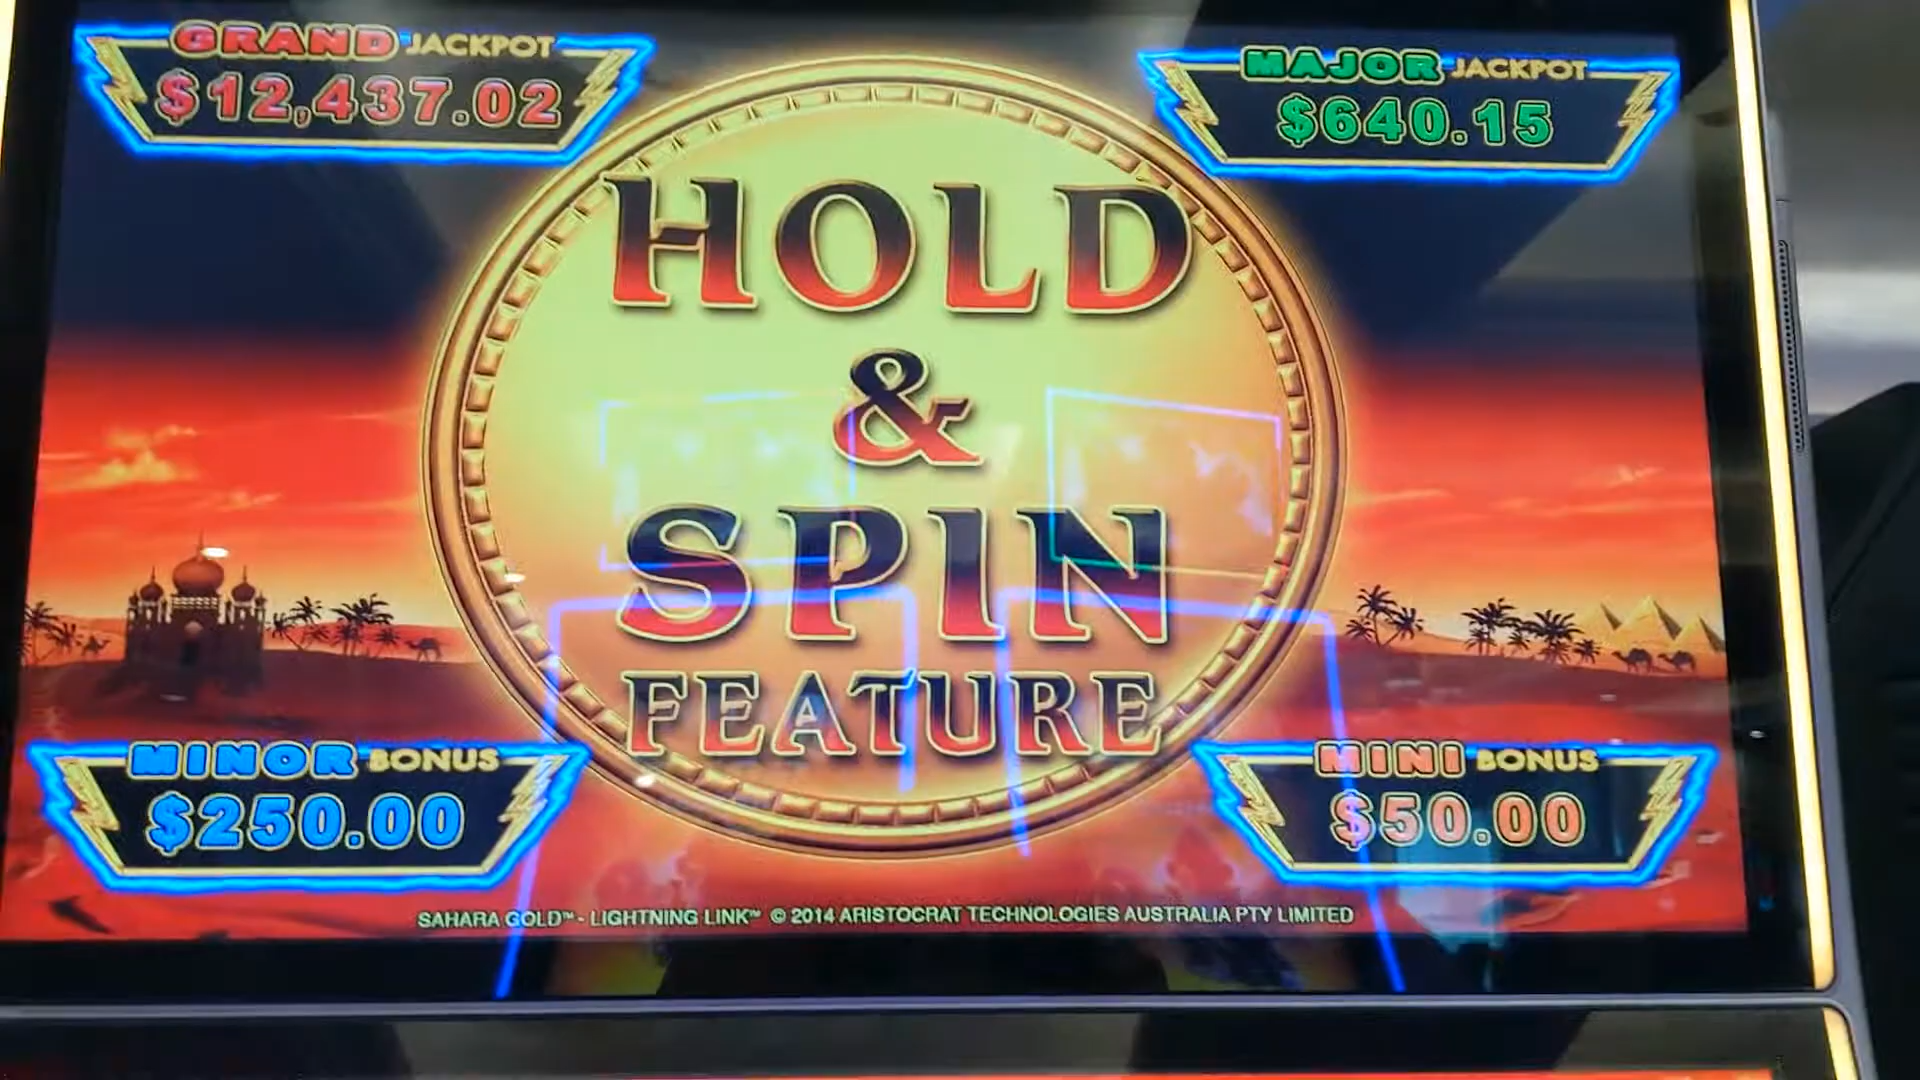 GRAND JACKPOT
$12,437.02
MAJOR JACKPOT
$640.15
HOLD
&
SPIN
FEATURE
MINOR BONUS
$250.00
MINI BONUS
$50.00
SAHARA GOLD™ - LIGHTNING LINK™ © 2014 ARISTOCRAT TECHNOLOGIES AUSTRALIA PTY LIMITED